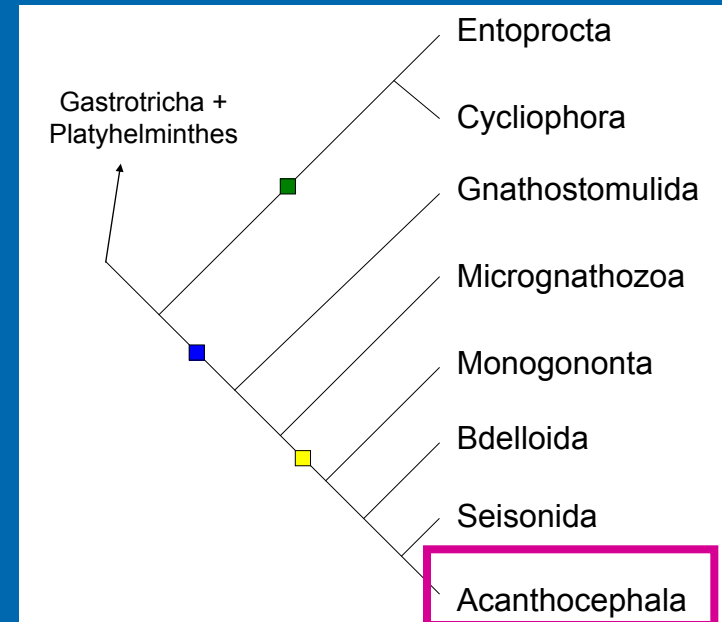 Entoprocta
Gastrotricha +
Platyhelminthes
Cycliophora
Gnathostomulida
Micrognathozoa
Monogononta
Bdelloida
Seisonida
Acanthocephala